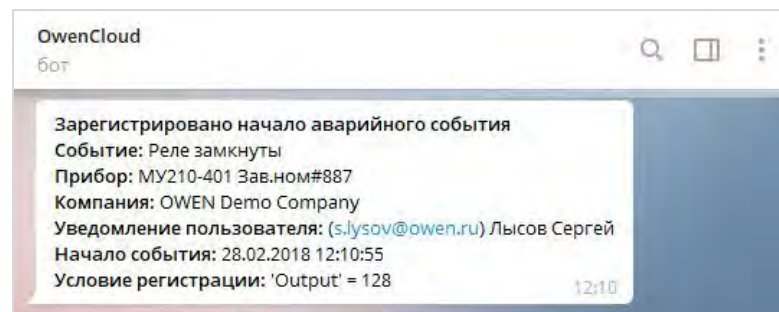 OwenCloud
бот
Зарегистрировано начало аварийного события
Событие: Реле замкнуты
Прибор: МУ210-401 Зав.ном#887
Компания: OWEN Demo Company
Уведомление пользователя: (s.lysov@owen.ru) Лысов Сергей
Начало события: 28.02.2018 12:10:55
Условие регистрации: 'Output' = 128
12:10